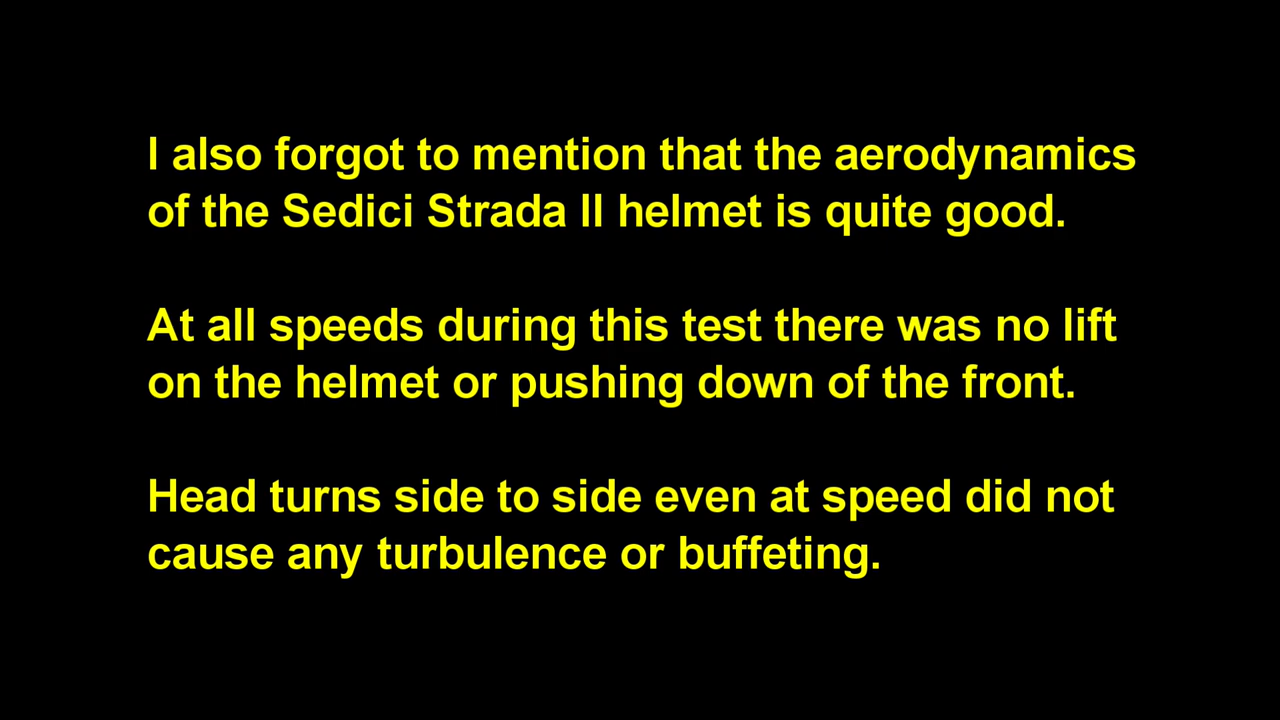 I also forgot to mention that the aerodynamics
of the Sedici Strada II helmet is quite good.
At all speeds during this test there was no lift
on the helmet or pushing down of the front.
Head turns side to side even at speed did not
cause any turbulence or buffeting.